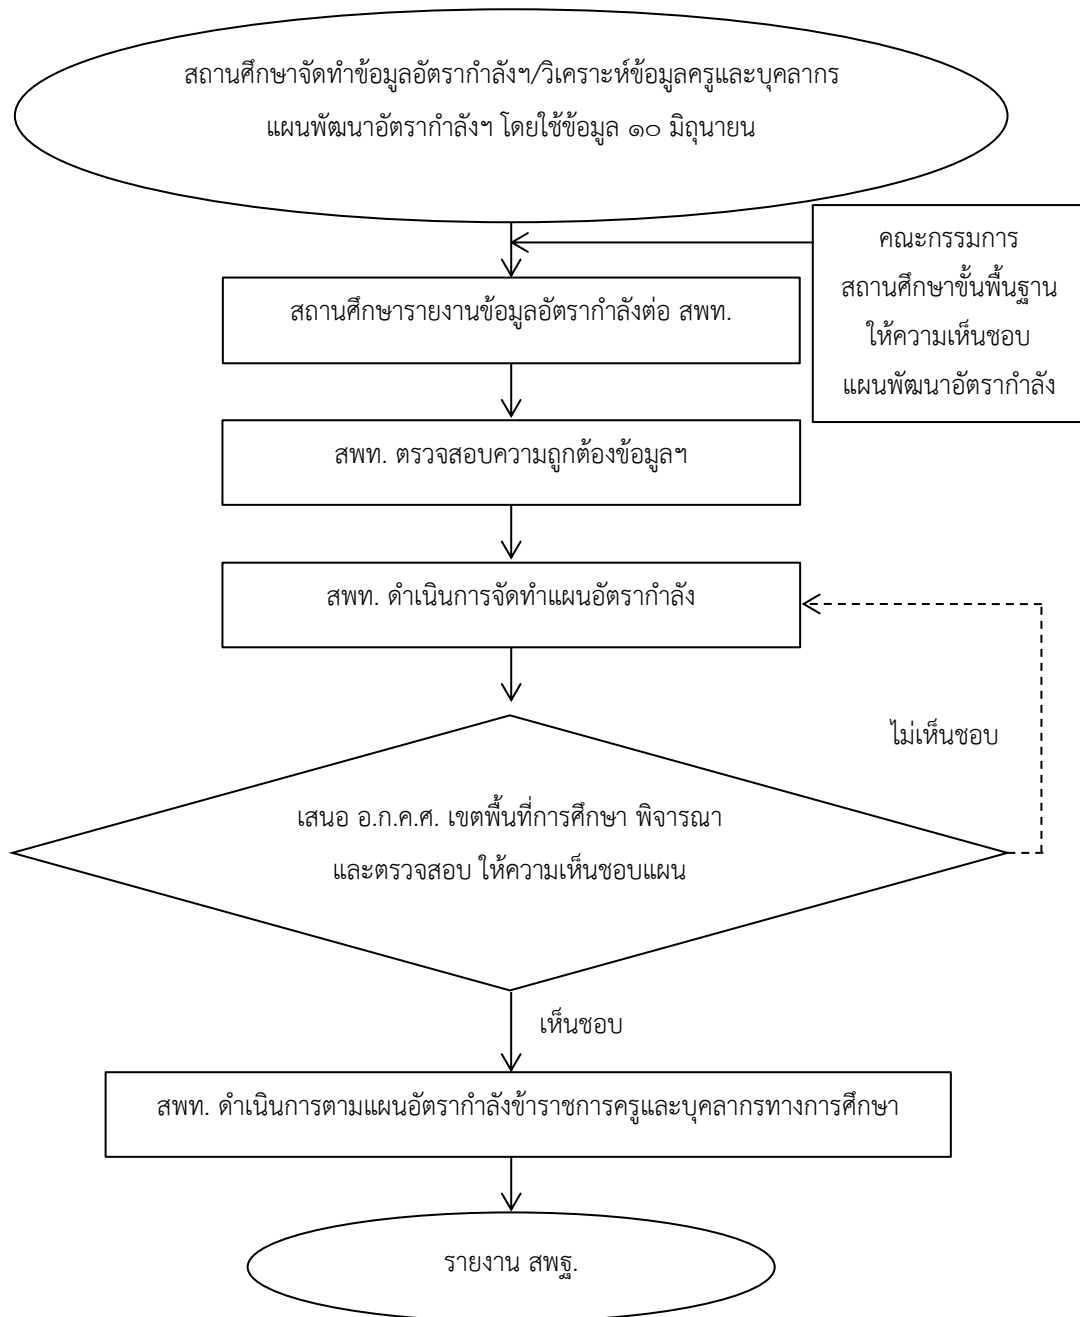 สถานศึกษาจัดทำข้อมูลอัตรากำลังฯ/วิเคราะห์ข้อมูลครูและบุคลากร
แผนพัฒนาอัตรากำลังฯ โดยใช้ข้อมูล ๑๐ มิถุนายน
คณะกรรมการ
สถานศึกษาขั้นพื้นฐาน
ให้ความเห็นชอบ
แผนพัฒนาอัตรากำลัง
สถานศึกษารายงานข้อมูลอัตรากำลังต่อ สพท.
สพท. ตรวจสอบความถูกต้องข้อมูลฯ
สพท. ดำเนินการจัดทำแผนอัตรากำลัง
ไม่เห็นชอบ
เสนอ อ.ก.ค.ศ. เขตพื้นที่การศึกษา พิจารณา
และตรวจสอบ ให้ความเห็นชอบแผน
เห็นชอบ
สพท. ดำเนินการตามแผนอัตรากำลังข้าราชการครูและบุคลากรทางการศึกษา
รายงาน สพฐ.